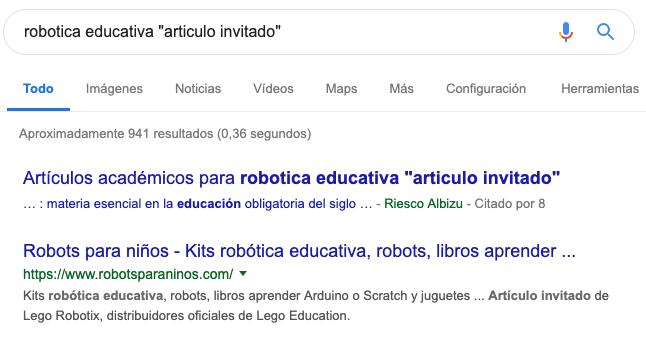 robotica educativa "articulo invitado"
Todo Imágenes Noticias Vídeos Maps Más Configuración Herramientas
Aproximadamente 941 resultados (0,36 segundos)
Artículos académicos para robotica educativa "articulo invitado"
... : materia esencial en la educación obligatoria del siglo ... - Riesco Albizu - Citado por 8
Robots para niños - Kits robótica educativa, robots, libros aprender ...
https://www.robotsparaninos.com/
Kits robótica educativa, robots, libros aprender Arduino o Scratch y juguetes ... Artículo invitado de
Lego Robotix, distribuidores oficiales de Lego Education.